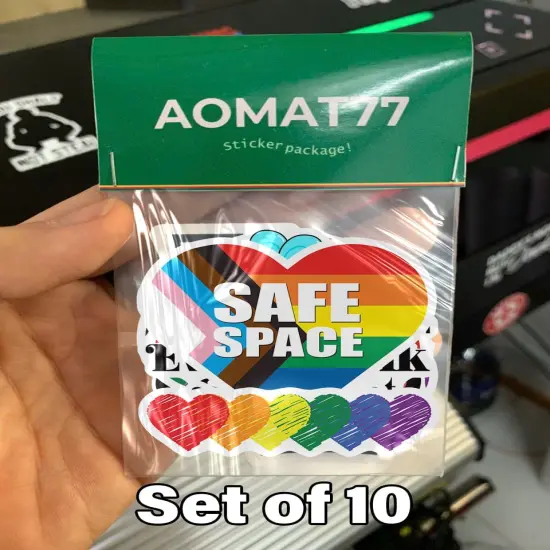 AOMAT77
Sticker package!
SAFE
SPACE
Set of 10